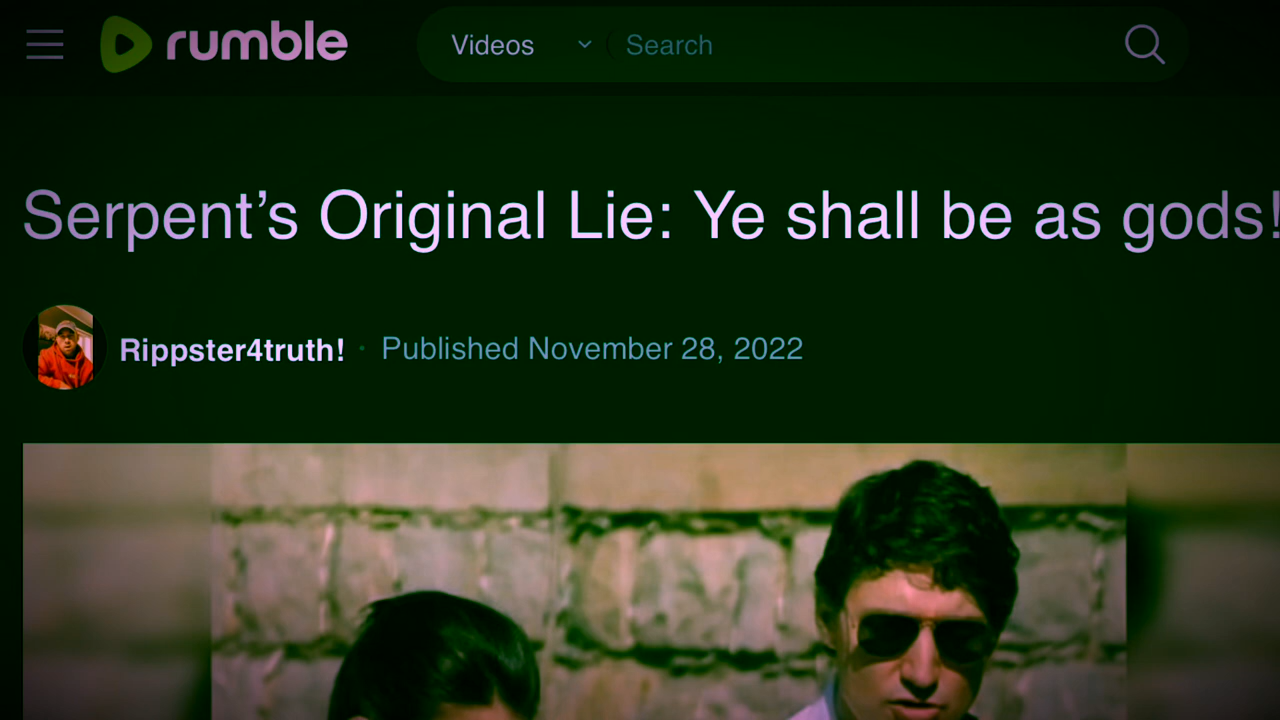 rumble Videos Search
Serpent’s Original Lie: Ye shall be as gods!
Rippster4truth! · Published November 28, 2022